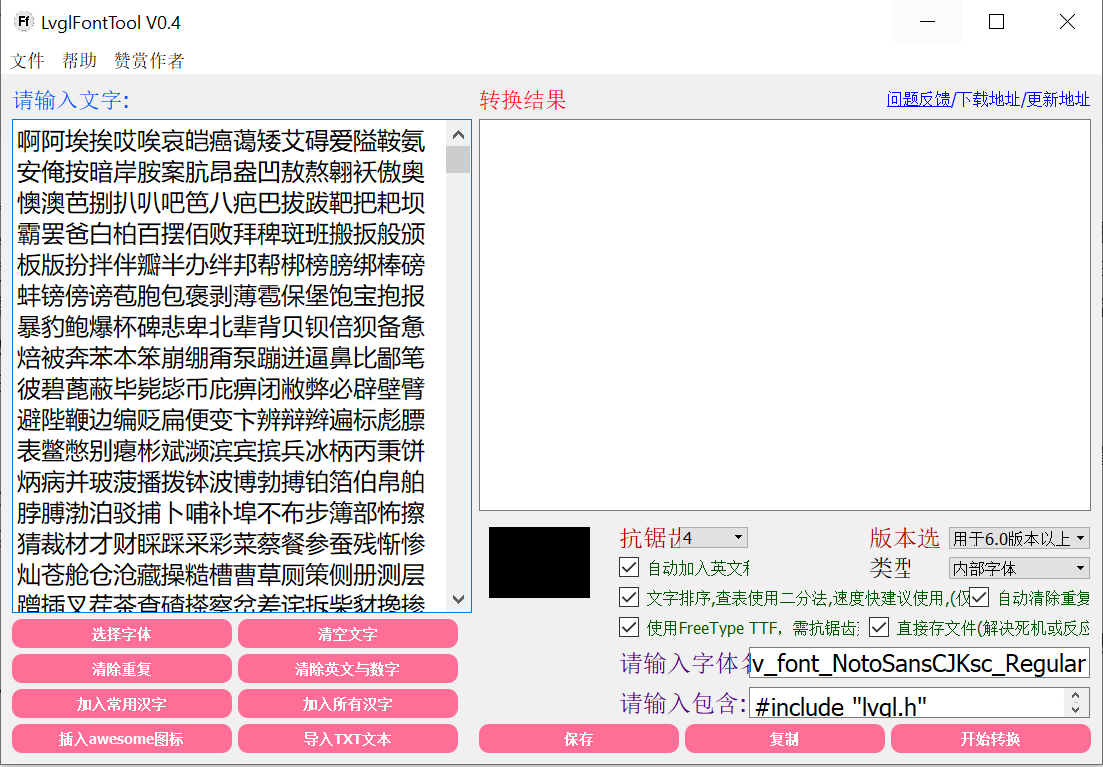 LvglFontTool V0.4
文件 帮助 赞赏作者
请输入文字:
转换结果
问题反馈/下载地址/更新地址
啊阿埃挨哎唉哀皑癌蔼矮艾碍爱隘鞍氨
安俺按暗岸胺案肮昂盎凹敖熬翱袄傲奥
懊澳芭捌扒叭吧笆八疤巴拔跋靶把耙坝
霸罢爸白柏百摆佰败拜稗斑班搬扳般颁
板版扮拌伴瓣半办绊邦帮梆榜膀绑棒磅
蚌镑傍谤苞胞包褒剥薄雹保堡饱宝抱报
暴豹鲍爆杯碑悲卑北辈背贝钡倍狈备惫
焙被奔苯本笨崩绷甭泵蹦迸逼鼻比鄙笔
彼碧蓖蔽毕毙毖币庇痹闭敝弊必辟壁臂
避陛鞭边编贬扁便变卞辨辩辫遍标彪膘
表鳖憋别瘪彬斌濒滨宾摈兵冰柄丙秉饼
炳病并玻菠播拨钵波博勃搏铂箔伯帛舶
脖膊渤泊驳捕卜哺补埠不布步簿部怖擦
猜裁材才财睬踩采彩菜蔡餐参蚕残惭惨
灿苍舱仓沧藏操糙槽曹草厕策侧册测层
蹭插叉茬茶查碴搽察岔差诧拆柴豺搀掺
选择字体
清空文字
清除重复
清除英文与数字
加入常用汉字
加入所有汉字
插入awesome图标
导入TXT文本
抗锯齿
4
版本选
用于6.0版本以上
自动加入英文和
类型
内部字体
文字排序,查表使用二分法,速度快建议使用,(仅
自动清除重复
使用FreeType TTF, 需抗锯齿
直接存文件(解决死机或反应
请输入字体名
v_font_NotoSansCJKsc_Regular
请输入包含:
#include "lvgl.h"
保存
复制
开始转换